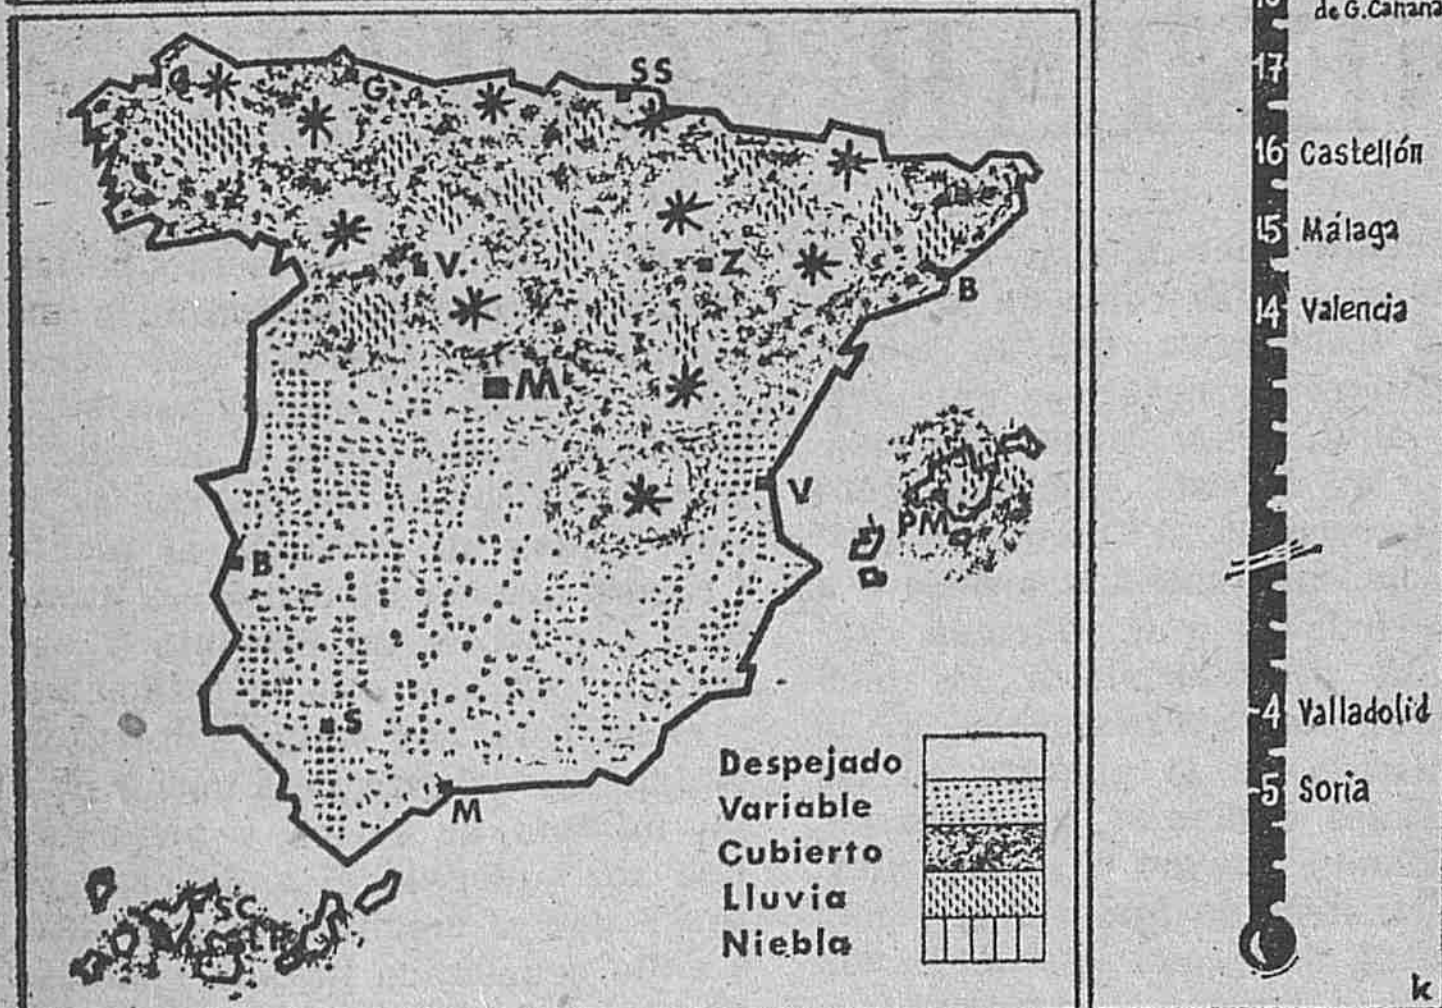 SS
G
V
Z
B
M
V
PM
B
S
M
SC
Despejado
Variable
Cubierto
Lluvia
Niebla
de G. Canaria
17
16 Castellón
15 Málaga
14 Valencia
-4 Valladolid
-5 Soria
k